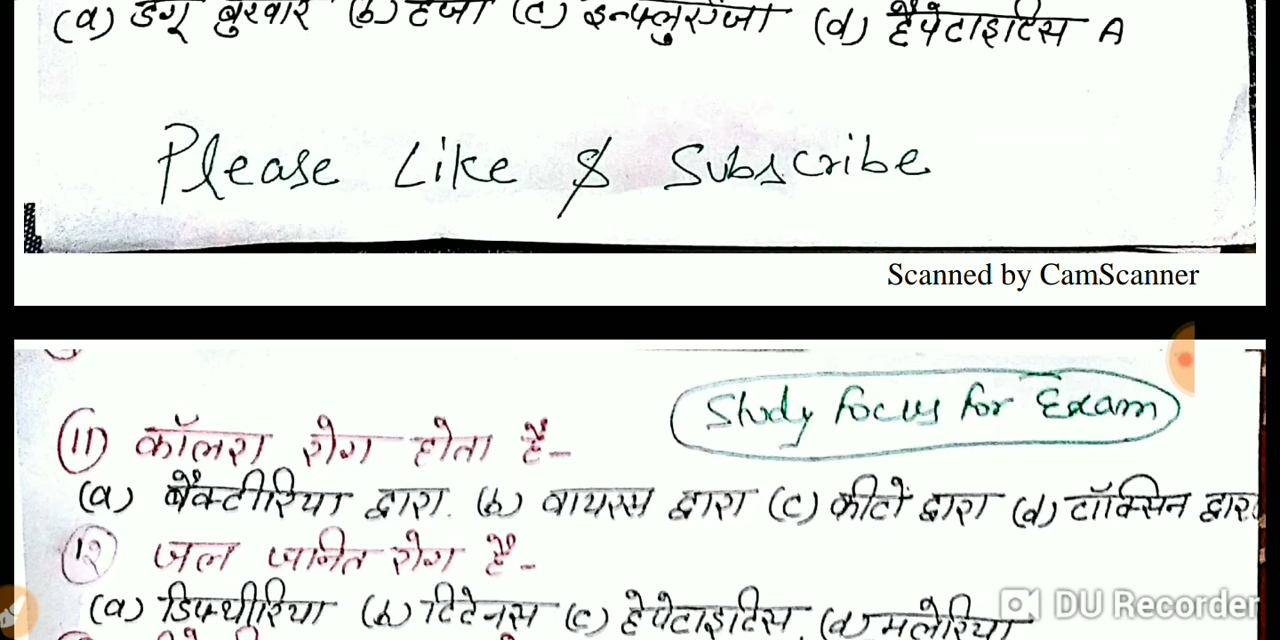 (a) डेंगू बुखार (b) हैजा (c) इन्फ्लुएंजा (d) हैपेटाइटिस A
Please Like & Subscribe
Scanned by CamScanner
Study Focus for Exam
11 कॉलरा रोग होता है-
(a) बैक्टीरिया द्वारा. (b) वायरस द्वारा (c) कीटों द्वारा (d) टॉक्सिन द्वारा
12 जल जनित रोग है-
(a) डिफ्थीरिया (b) टिटेनस (c) हेपेटाइटिस (d) मलेरिया
DU Recorder